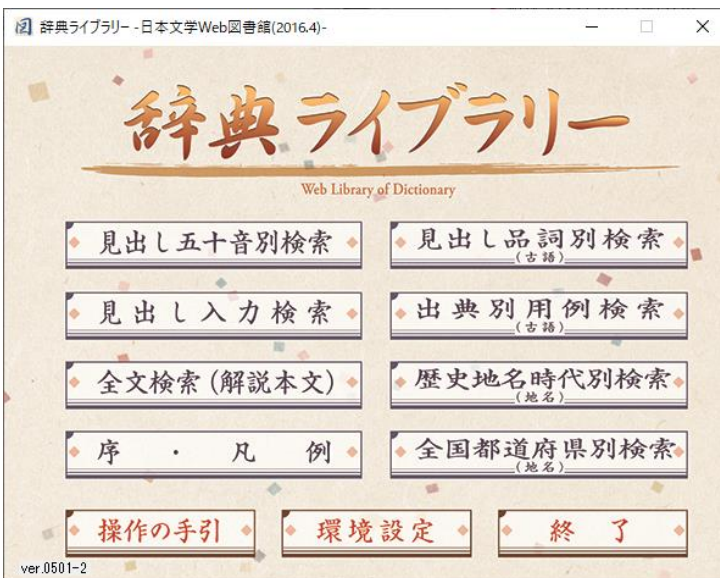 辞典ライブラリー -日本文学Web図書館(2016.4)-
辞典ライブラリー
Web Library of Dictionary
見出し五十音別検索
見出し品詞別検索
(古語)
見出し入力検索
出典別用例検索
(古語)
全文検索(解説本文)
歴史地名時代別検索
(地名)
序・凡例
全国都道府県別検索
(地名)
操作の手引
環境設定
終了
ver.0501-2